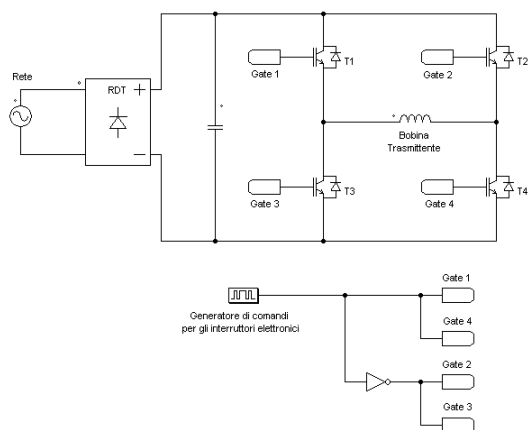 Rete
RDT
Gate 1
T1
Gate 2
T2
Bobina
Trasmittente
Gate 3
T3
Gate 4
T4
Generatore di comandi
per gli interruttori elettronici
Gate 1
Gate 4
Gate 2
Gate 3